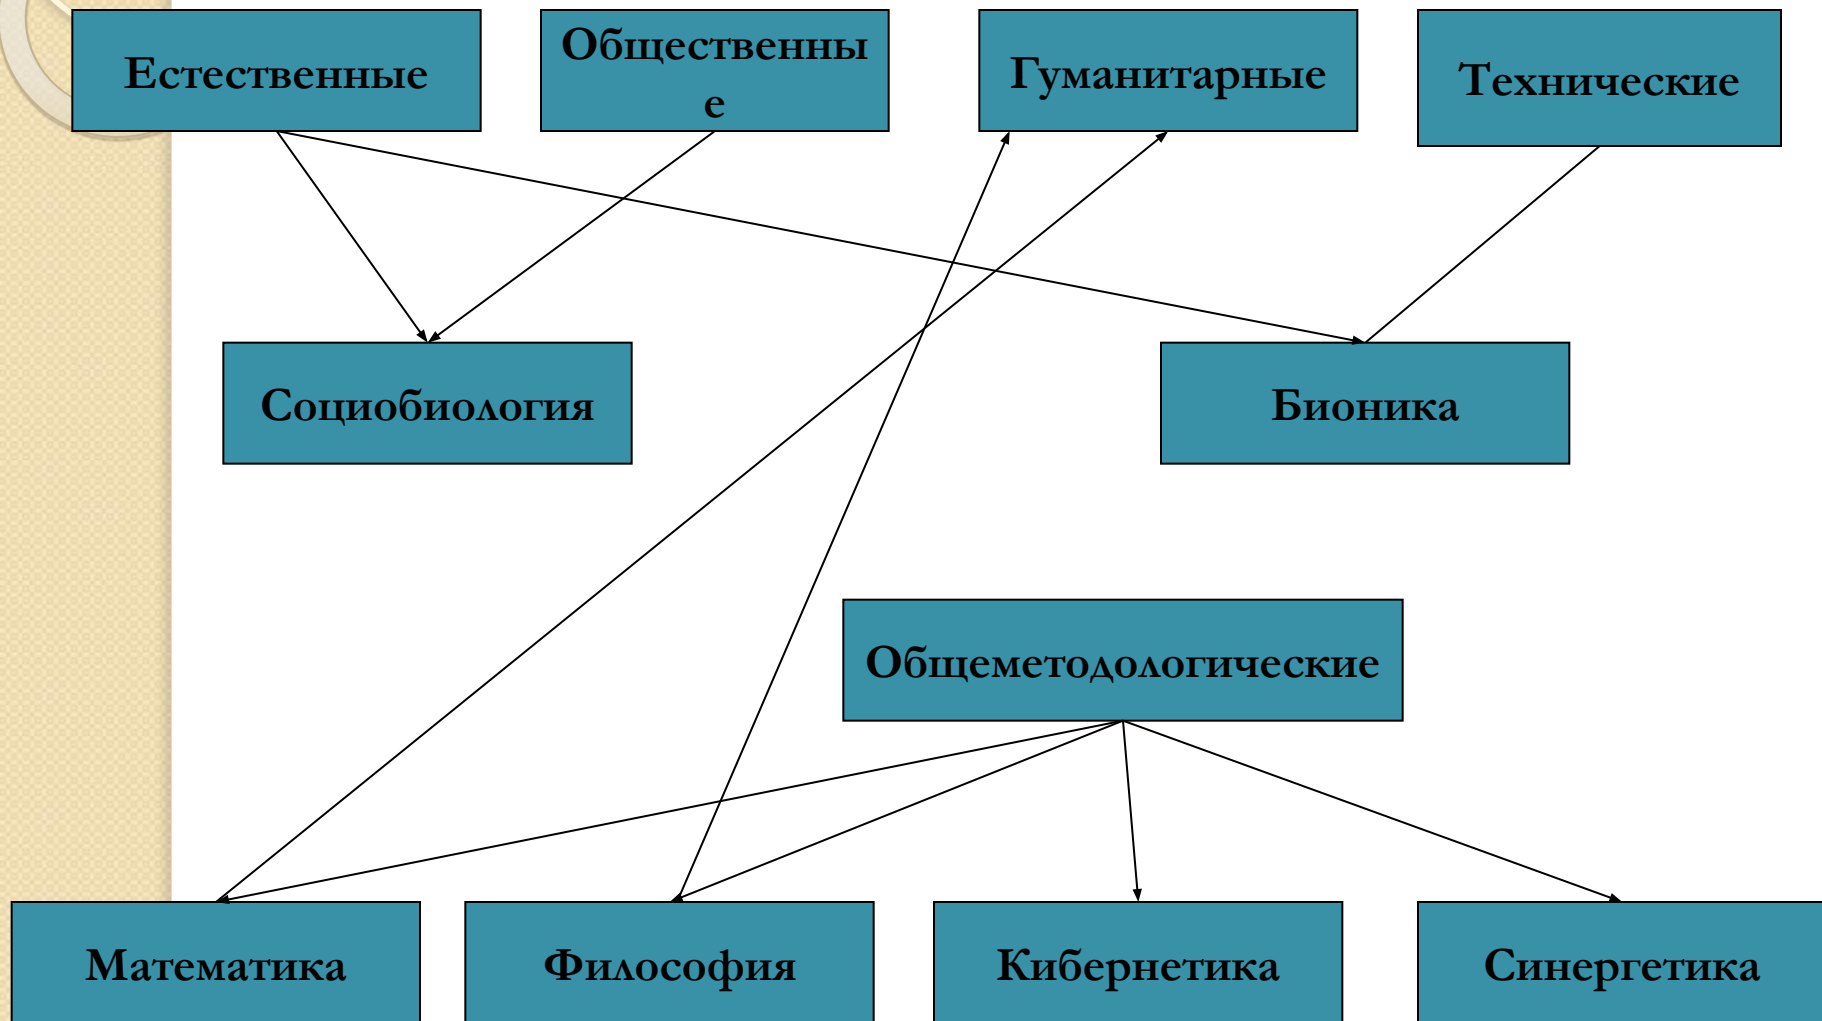 Естественные
Общественны
е
Гуманитарные
Технические
Социобиология
Бионика
Общеметодологические
Математика
Философия
Кибернетика
Синергетика